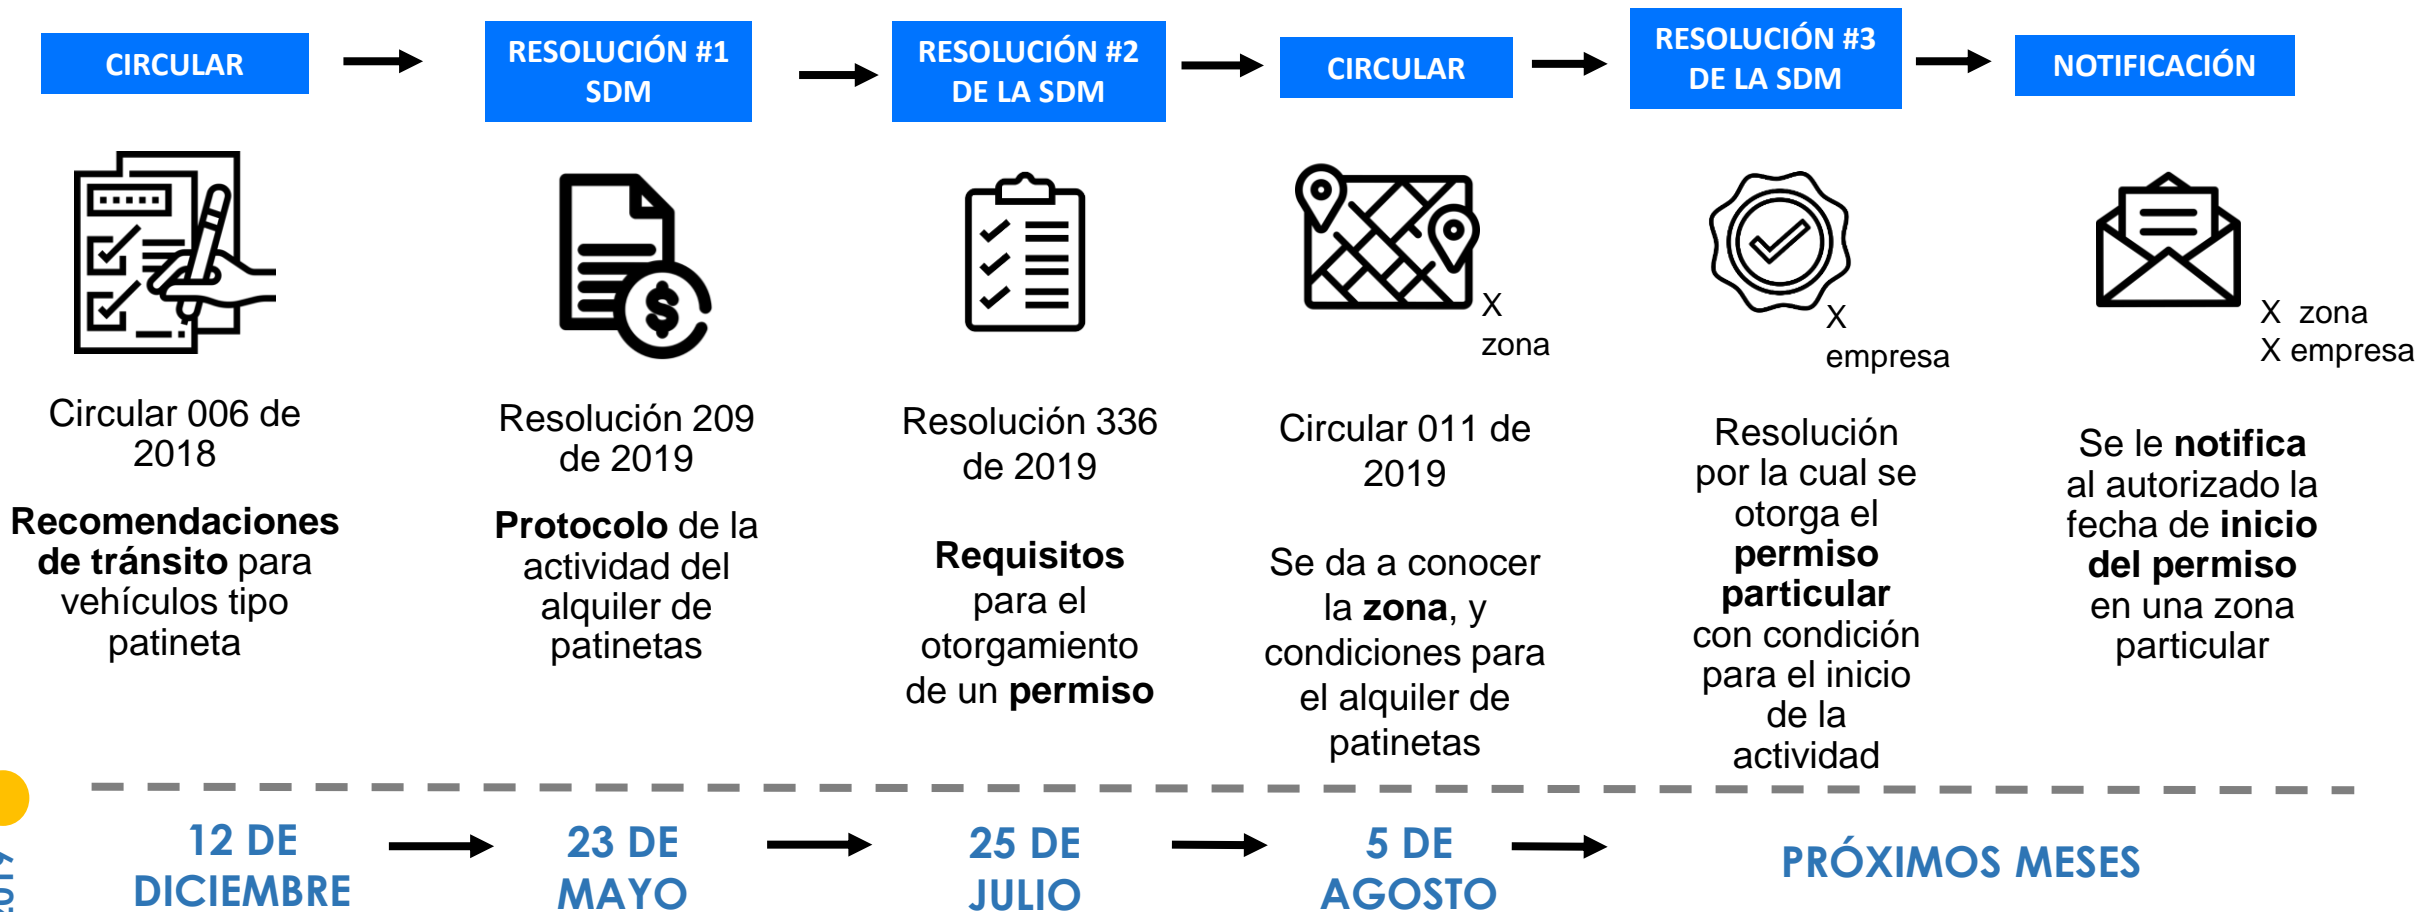 CIRCULAR
RESOLUCIÓN #1
SDM
RESOLUCIÓN #2
DE LA SDM
CIRCULAR
RESOLUCIÓN #3
DE LA SDM
NOTIFICACIÓN
X
zona
X
empresa
X zona
X empresa
Circular 006 de
2018
Recomendaciones
de tránsito para
vehículos tipo
patineta
Resolución 209
de 2019
Protocolo de la
actividad del
alquiler de
patinetas
Resolución 336
de 2019
Requisitos
para el
otorgamiento
de un permiso
Circular 011 de
2019
Se da a conocer
la zona, y
condiciones para
el alquiler de
patinetas
Resolución
por la cual se
otorga el
permiso
particular
con condición
para el inicio
de la
actividad
Se le notifica
al autorizado la
fecha de inicio
del permiso
en una zona
particular
2019
12 DE
DICIEMBRE
23 DE
MAYO
25 DE
JULIO
5 DE
AGOSTO
PRÓXIMOS MESES